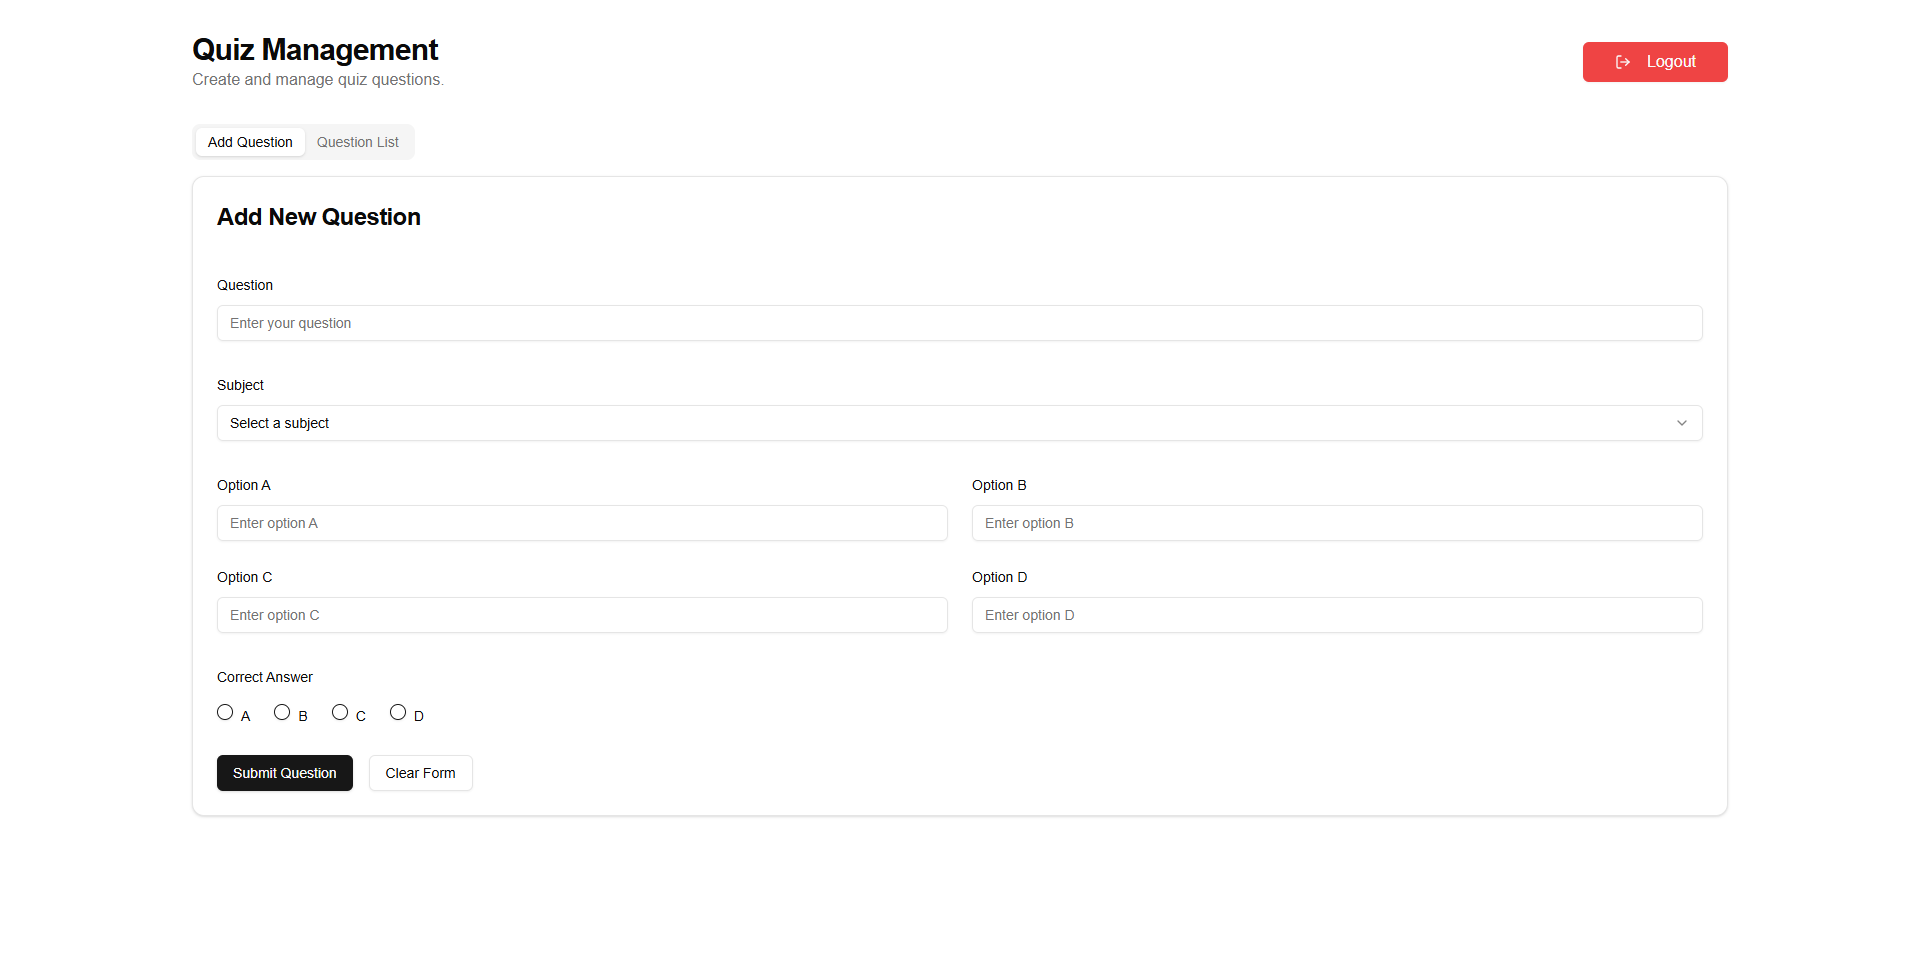 Quiz Management
Create and manage quiz questions.
Logout
Add Question
Question List
Add New Question
Question
Enter your question
Subject
Select a subject
Option A
Option B
Enter option A
Enter option B
Option C
Option D
Enter option C
Enter option D
Correct Answer
A B C D
Submit Question
Clear Form